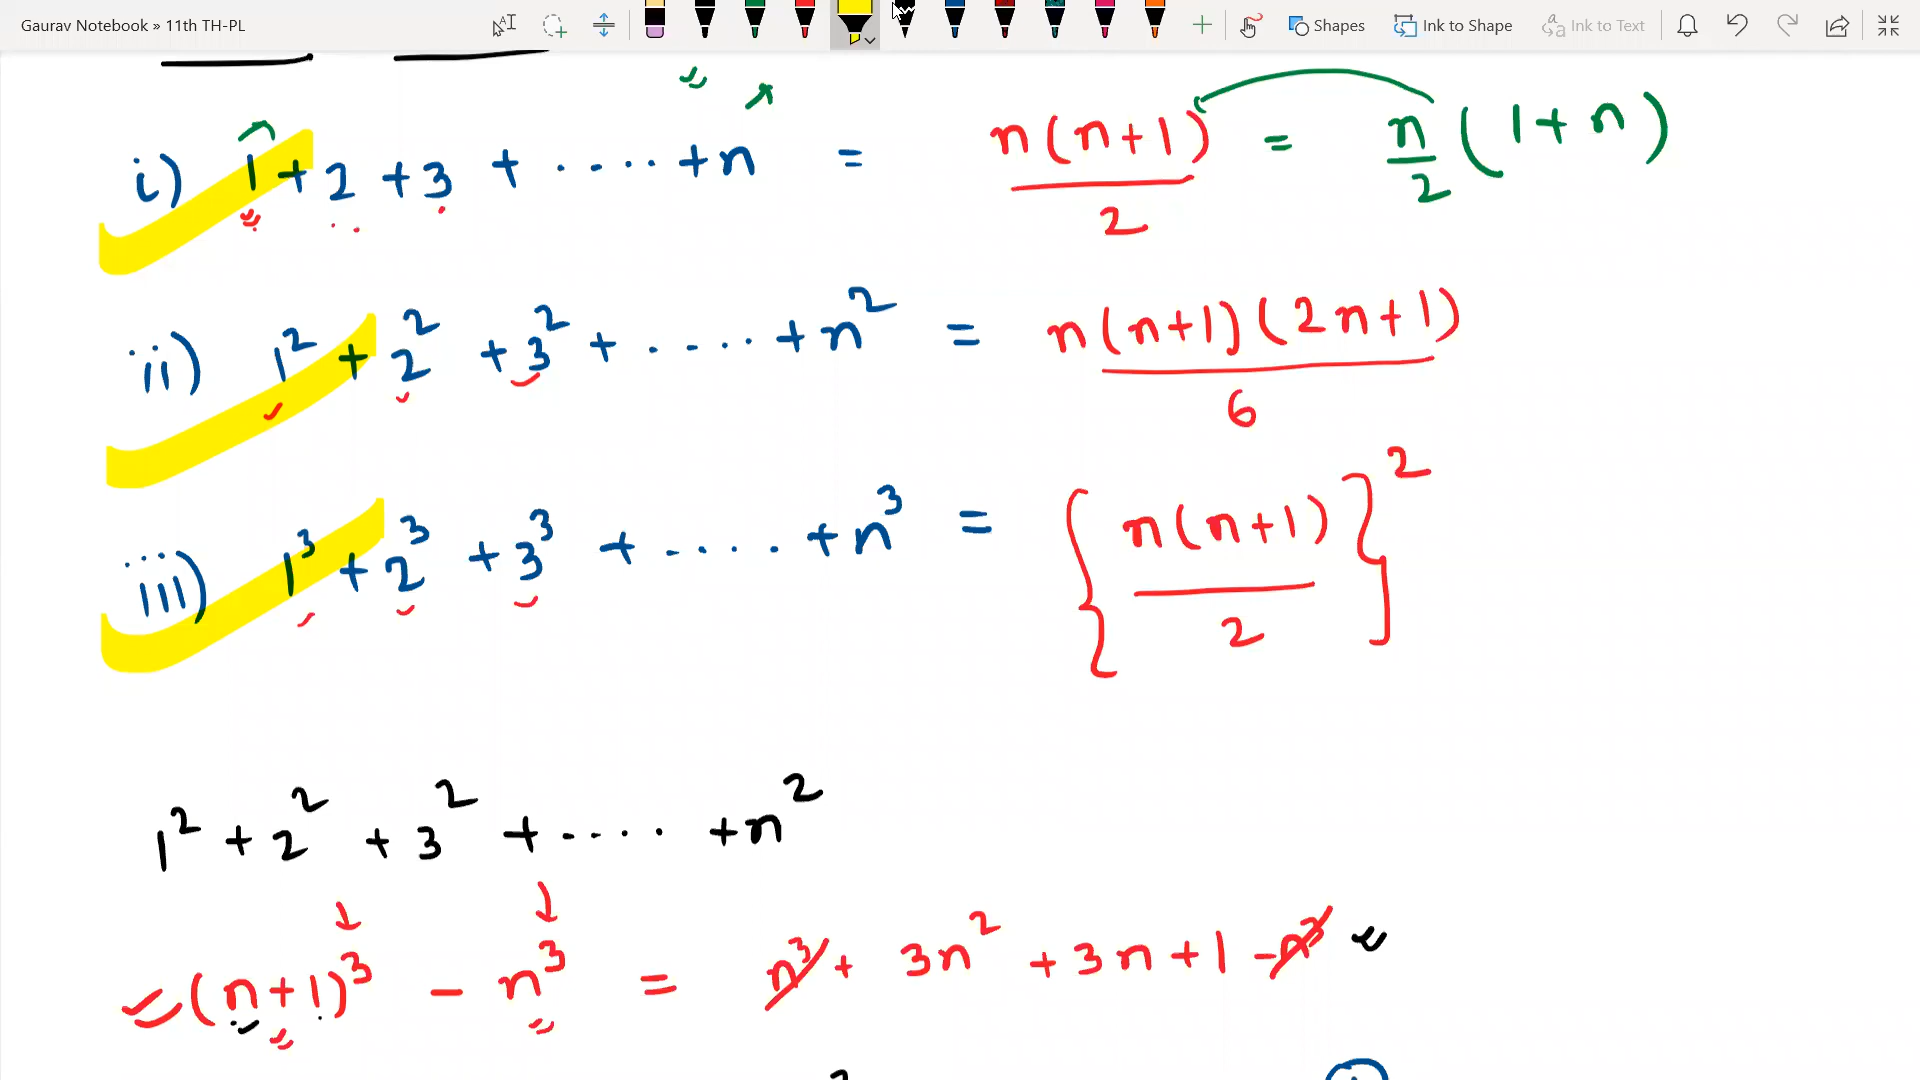 Gaurav Notebook » 11th TH-PL
Shapes Ink to Shape Ink to Text
i) 1 + 2 + 3 + ..... + n = n(n+1)/2 = n/2 (1+n)
ii) 1² + 2² + 3² + ..... + n² = n(n+1)(2n+1)/6
iii) 1³ + 2³ + 3³ + ..... + n³ = {n(n+1)/2}²
1² + 2² + 3² + ..... + n²
(n+1)³ - n³ = n³ + 3n² + 3n + 1 - n³